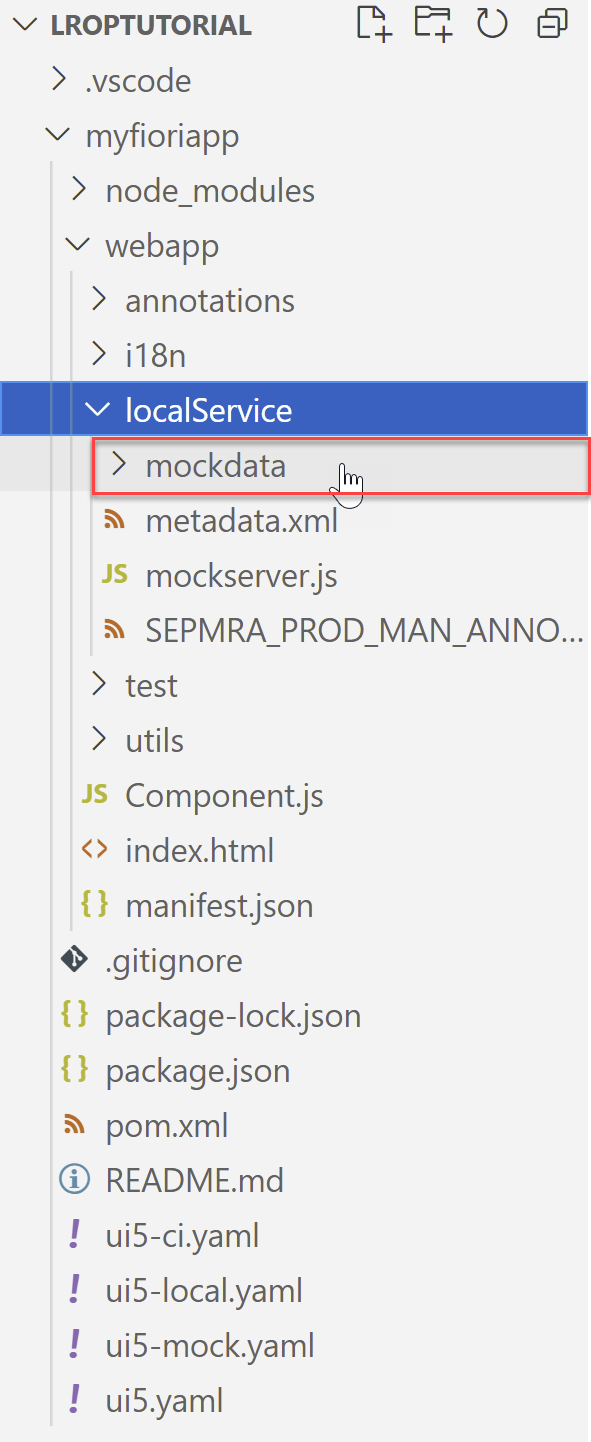 LROPTUTORIAL
.vscode
myfioriapp
node_modules
webapp
annotations
i18n
localService
mockdata
metadata.xml
JS mockserver.js
SEPMRA_PROD_MAN_ANNO...
test
utils
JS Component.js
<> index.html
{} manifest.json
.gitignore
{} package-lock.json
{} package.json
pom.xml
README.md
! ui5-ci.yaml
! ui5-local.yaml
! ui5-mock.yaml
! ui5.yaml